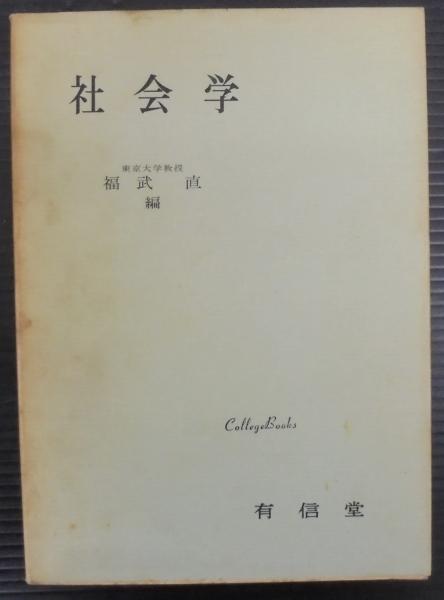 社会学
東京大学教授
福武 直
編
CollegeBooks
有信堂